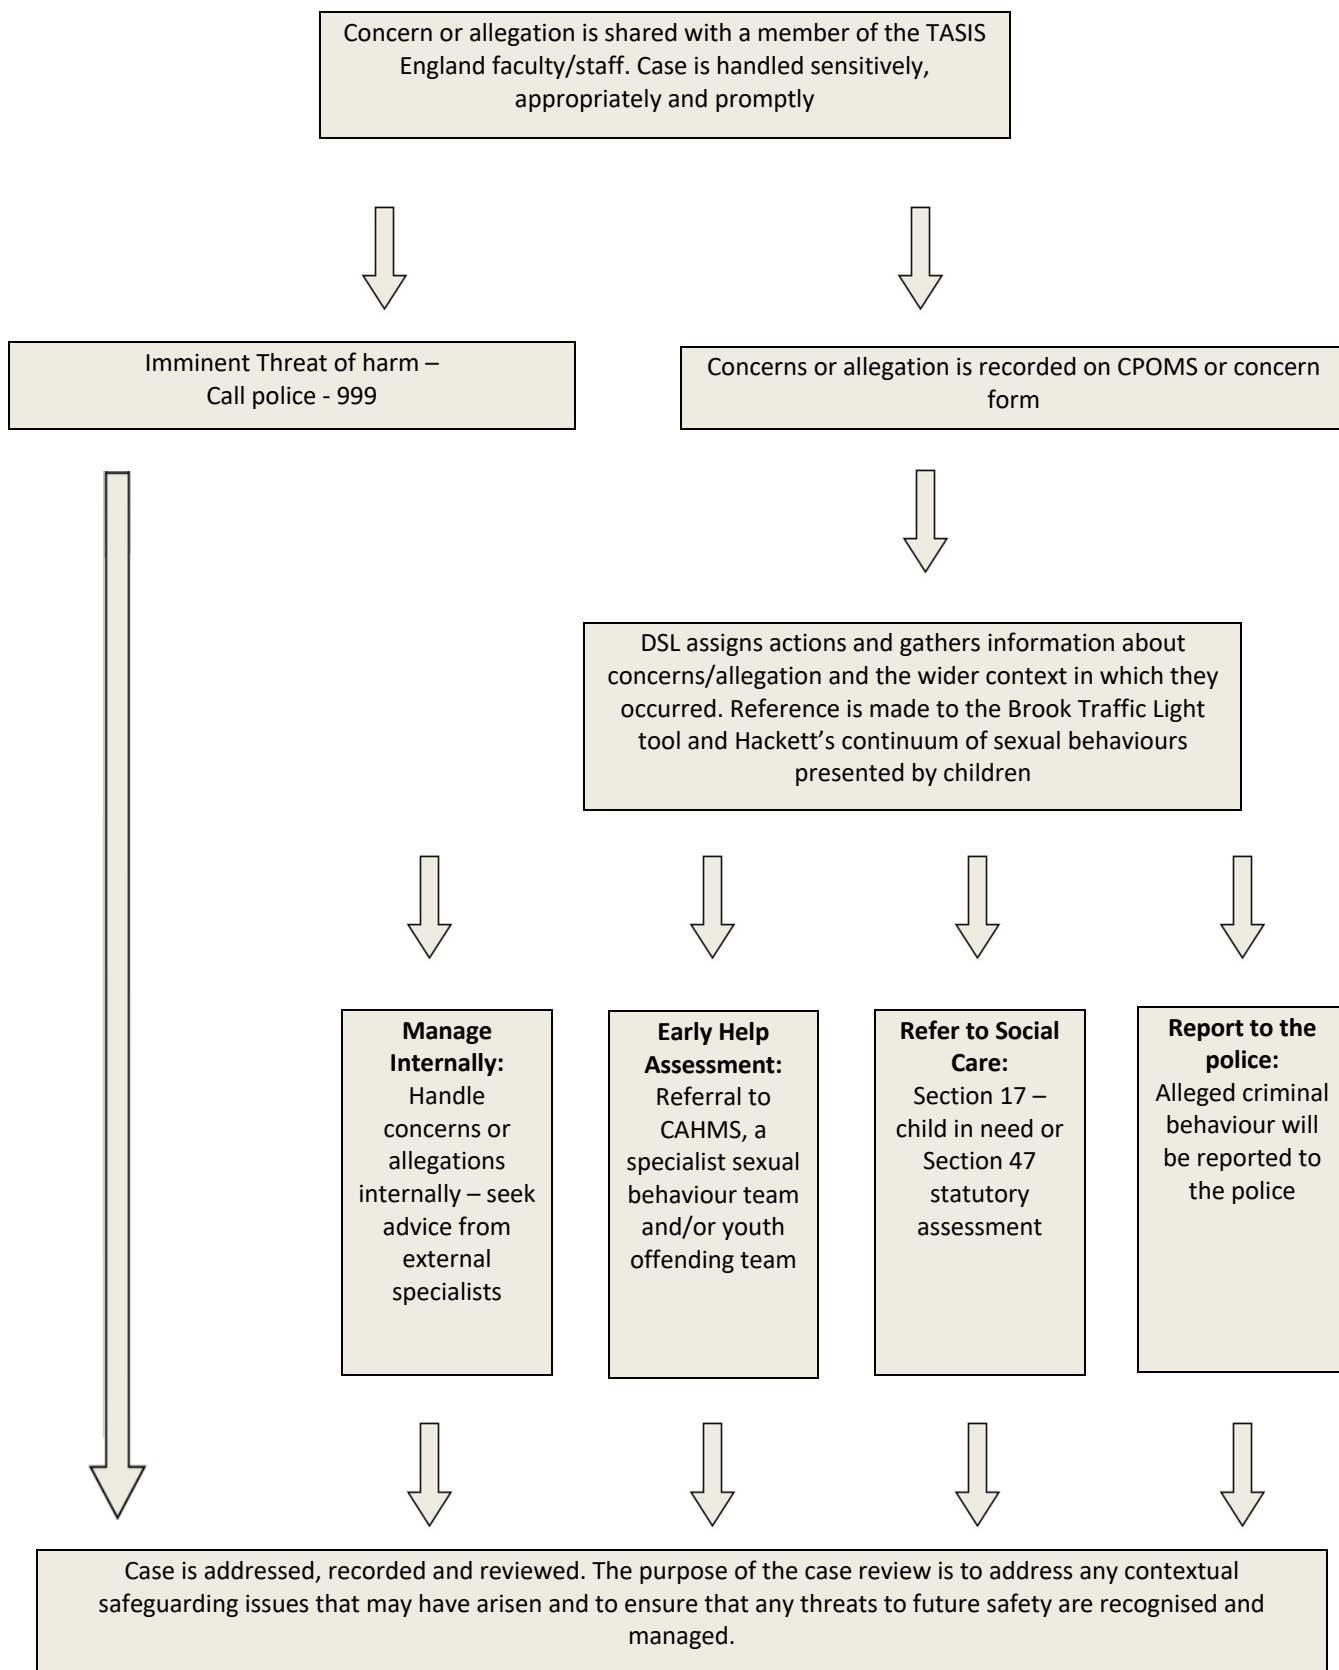 Concern or allegation is shared with a member of the TASIS
England faculty/staff. Case is handled sensitively,
appropriately and promptly
Imminent Threat of harm –
Call police - 999
Concerns or allegation is recorded on CPOMS or concern
form
DSL assigns actions and gathers information about
concerns/allegation and the wider context in which they
occurred. Reference is made to the Brook Traffic Light
tool and Hackett’s continuum of sexual behaviours
presented by children
Manage
Internally:
Handle
concerns or
allegations
internally – seek
advice from
external
specialists
Early Help
Assessment:
Referral to
CAHMS, a
specialist sexual
behaviour team
and/or youth
offending team
Refer to Social
Care:
Section 17 –
child in need or
Section 47
statutory
assessment
Report to the
police:
Alleged criminal
behaviour will
be reported to
the police
Case is addressed, recorded and reviewed. The purpose of the case review is to address any contextual
safeguarding issues that may have arisen and to ensure that any threats to future safety are recognised and
managed.